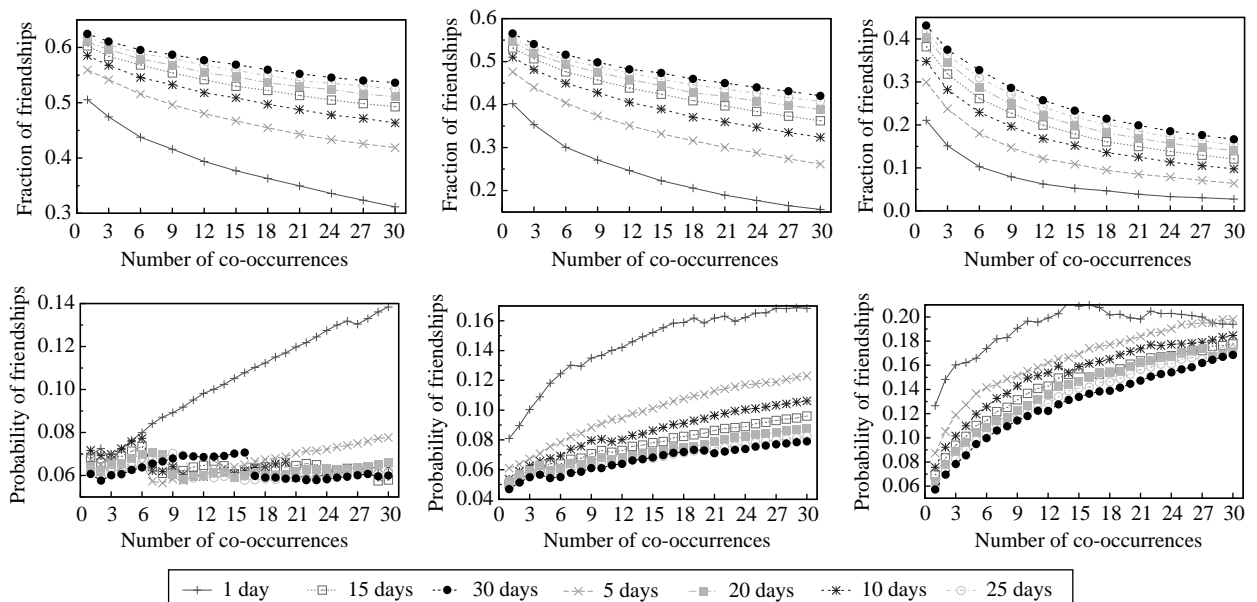 Fraction of friendships
0.6
0.5
0.4
0.3
0 3 6 9 12 15 18 21 24 27 30
Number of co-occurrences
Fraction of friendships
0.6
0.5
0.4
0.3
0.2
0 3 6 9 12 15 18 21 24 27 30
Number of co-occurrences
Fraction of friendships
0.4
0.3
0.2
0.1
0.0
0 3 6 9 12 15 18 21 24 27 30
Number of co-occurrences
Probability of friendships
0.14
0.12
0.10
0.08
0.06
0 3 6 9 12 15 18 21 24 27 30
Number of co-occurrences
Probability of friendships
0.16
0.14
0.12
0.10
0.08
0.06
0.04
0 3 6 9 12 15 18 21 24 27 30
Number of co-occurrences
Probability of friendships
0.20
0.18
0.16
0.14
0.12
0.10
0.08
0.06
0 3 6 9 12 15 18 21 24 27 30
Number of co-occurrences
1 day 15 days 30 days 5 days 20 days 10 days 25 days